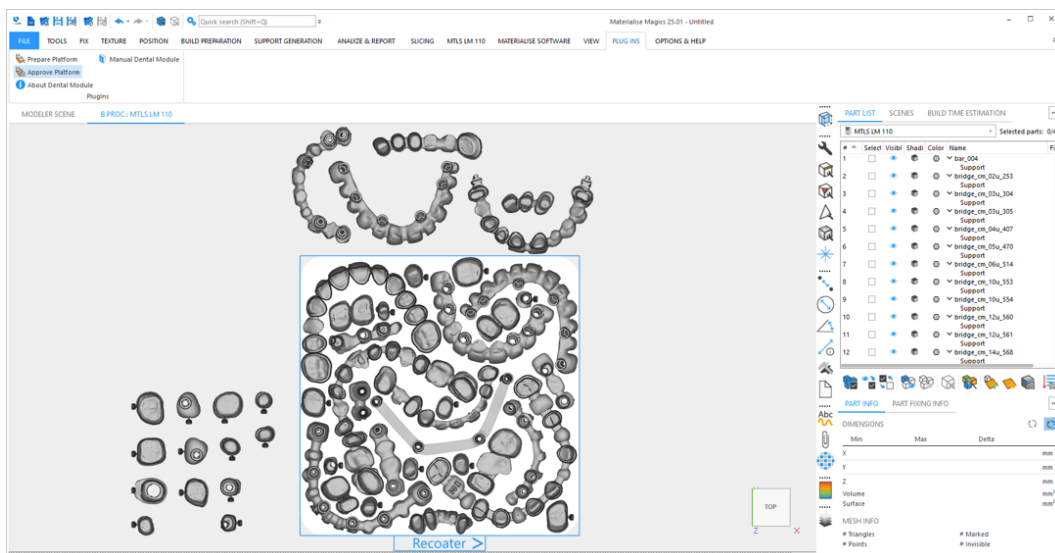 Quick search (Shift+Q)
Materialise Magics 25.01 - Untitled
FILE TOOLS FIX TEXTURE POSITION BUILD PREPARATION SUPPORT GENERATION ANALYZE & REPORT SLICING MTLS LM 110 MATERIALISE SOFTWARE VIEW PLUG INS OPTIONS & HELP
Prepare Platform Manual Dental Module
Approve Platform
About Dental Module
PlugIns
MODELER SCENE B.PROC.: MTLS LM 110
PART LIST SCENES BUILD TIME ESTIMATION
MTLS LM 110 Selected parts: 0/4
# Select Visibl Shadi Color Name Fi
1 bar_004
Support
2 bridge_cm_02u_253
Support
3 bridge_cm_03u_304
Support
4 bridge_cm_03u_305
Support
5 bridge_cm_04u_407
Support
6 bridge_cm_05u_470
Support
7 bridge_cm_06u_514
Support
8 bridge_cm_10u_553
Support
9 bridge_cm_10u_554
Support
10 bridge_cm_12u_560
Support
11 bridge_cm_12u_561
Support
12 bridge_cm_14u_568
Support
Abc
PART INFO PART FIXING INFO
DIMENSIONS
Min Max Delta
X mm
Y mm
Z mm
Volume mm³
Surface mm²
MESH INFO
# Triangles # Marked
# Points # Invisible
TOP
Z X
Recoater >